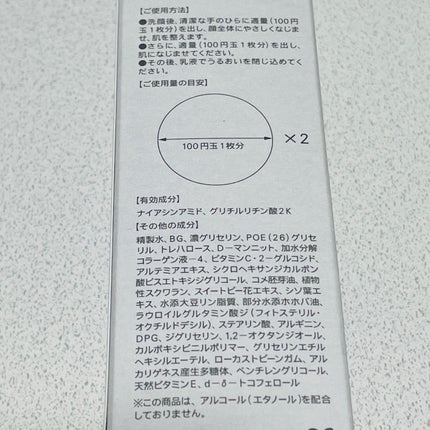 【ご使用方法】
●洗顔後、清潔な手のひらに適量(100円
玉1枚分)を出し、顔全体にやさしくなじま
せ、肌を整えます。
●さらに、適量(100円玉1枚分)を出し、
肌になじませてください。
●その後、乳液でうるおいを閉じ込めてく
ださい。
【ご使用量の目安】
100円玉1枚分
×2
【有効成分】
ナイアシンアミド、グリチルリチン酸2K
【その他の成分】
精製水、BG、濃グリセリン、POE(26)グリセ
リル、トレハロース、D-マンニット、加水分解
コラーゲン液-4、ビタミンC・2-グルコシド、
アルテミアエキス、シクロヘキサンジカルボン
酸ビスエトキシジグリコール、コメ胚芽油、植物
性スクワラン、スイートピー花エキス、シソ葉エ
キス、水添大豆リン脂質、部分水添ホホバ油、
ラウロイルグルタミン酸ジ(フィトステリル・
オクチルドデシル)、ステアリン酸、アルギニン、
DPG、ジグリセリン、1,2-オクタンジオール、
カルボキシビニルポリマー、グリセリンエチル
ヘキシルエーテル、ローカストビーンガム、アル
カリゲネス産生多糖体、ペンチレングリコール、
天然ビタミンE、d-δ-トコフェロール
※この商品は、アルコール(エタノール)を配合
しておりません。